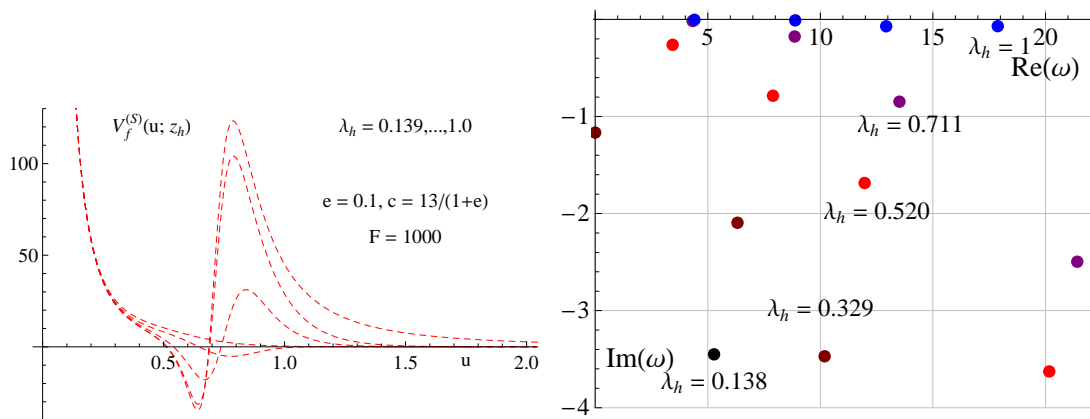 V_f^(S)(u; z_h)
λ_h = 0.139,...,1.0
100
e = 0.1, c = 13/(1+e)
F = 1000
50
0.5
1.0
u
1.5
2.0
5
10
15
20
λ_h = 1
Re(ω)
-1
λ_h = 0.711
-2
λ_h = 0.520
-3
λ_h = 0.329
Im(ω)
λ_h = 0.138
-4